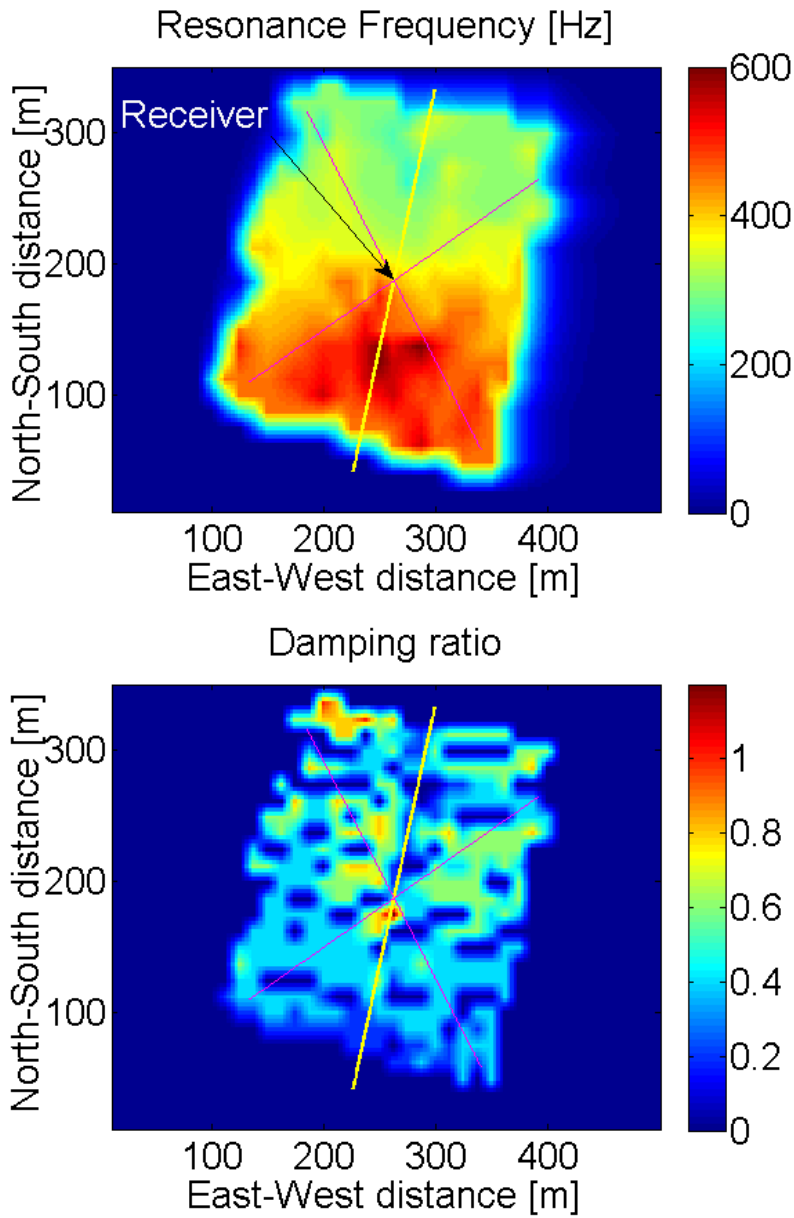 Resonance Frequency [Hz]
North-South distance [m]
300
200
100
Receiver
100 200 300 400
East-West distance [m]
600
400
200
0
Damping ratio
North-South distance [m]
300
200
100
100 200 300 400
East-West distance [m]
1
0.8
0.6
0.4
0.2
0